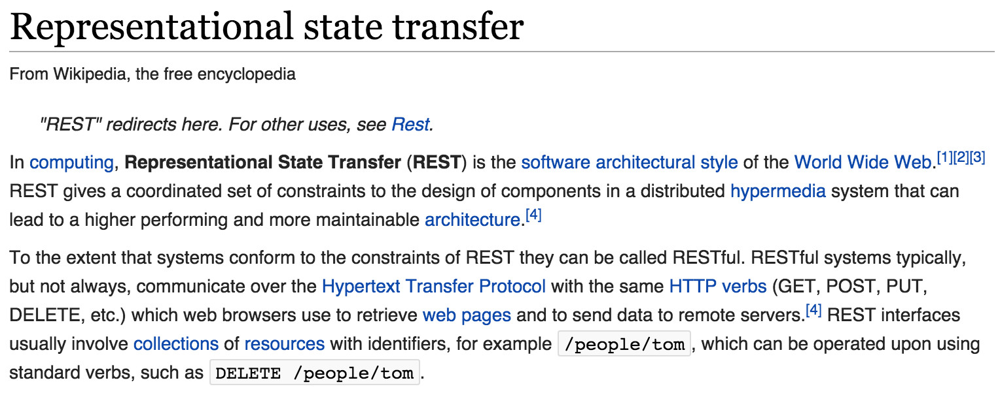 Representational state transfer
From Wikipedia, the free encyclopedia
"REST" redirects here. For other uses, see Rest.
In computing, Representational State Transfer (REST) is the software architectural style of the World Wide Web.[1][2][3]
REST gives a coordinated set of constraints to the design of components in a distributed hypermedia system that can
lead to a higher performing and more maintainable architecture.[4]
To the extent that systems conform to the constraints of REST they can be called RESTful. RESTful systems typically,
but not always, communicate over the Hypertext Transfer Protocol with the same HTTP verbs (GET, POST, PUT,
DELETE, etc.) which web browsers use to retrieve web pages and to send data to remote servers.[4] REST interfaces
usually involve collections of resources with identifiers, for example /people/tom, which can be operated upon using
standard verbs, such as DELETE /people/tom.